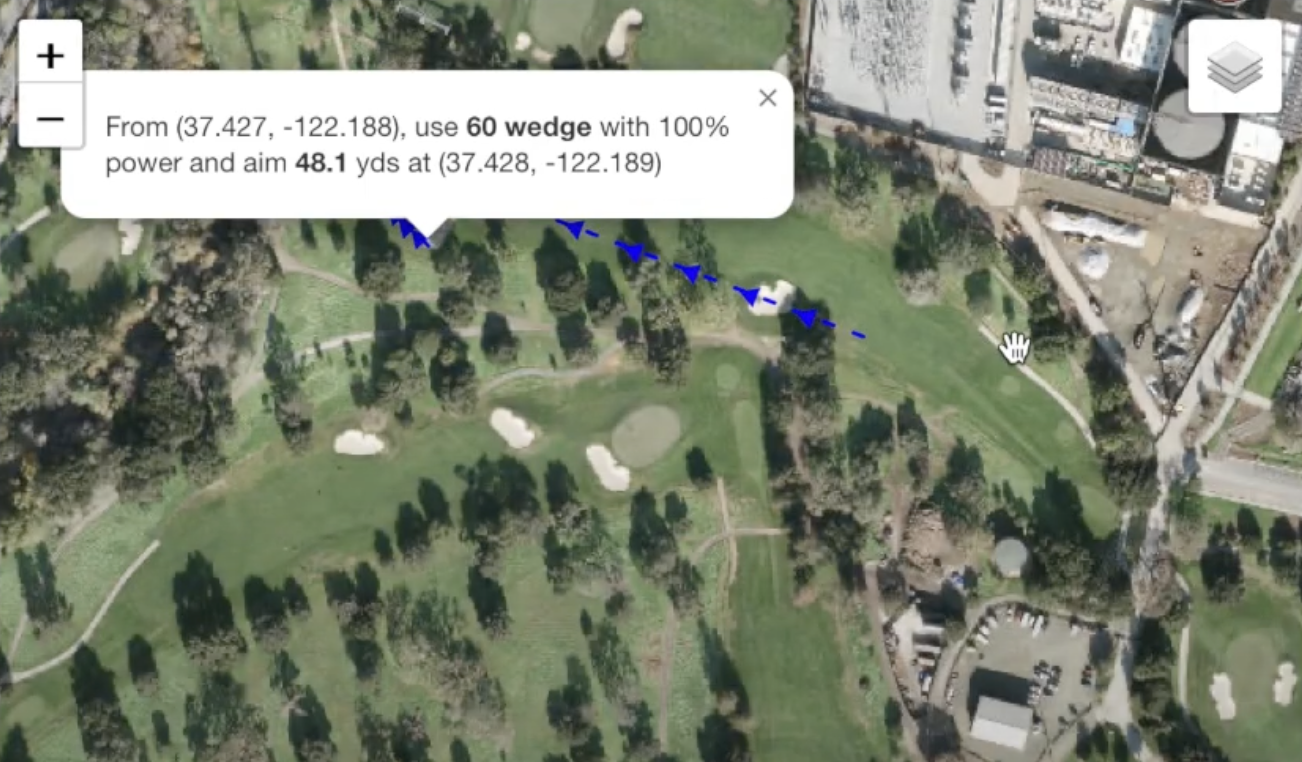 +
×
−
From (37.427, -122.188), use 60 wedge with 100%
power and aim 48.1 yds at (37.428, -122.189)